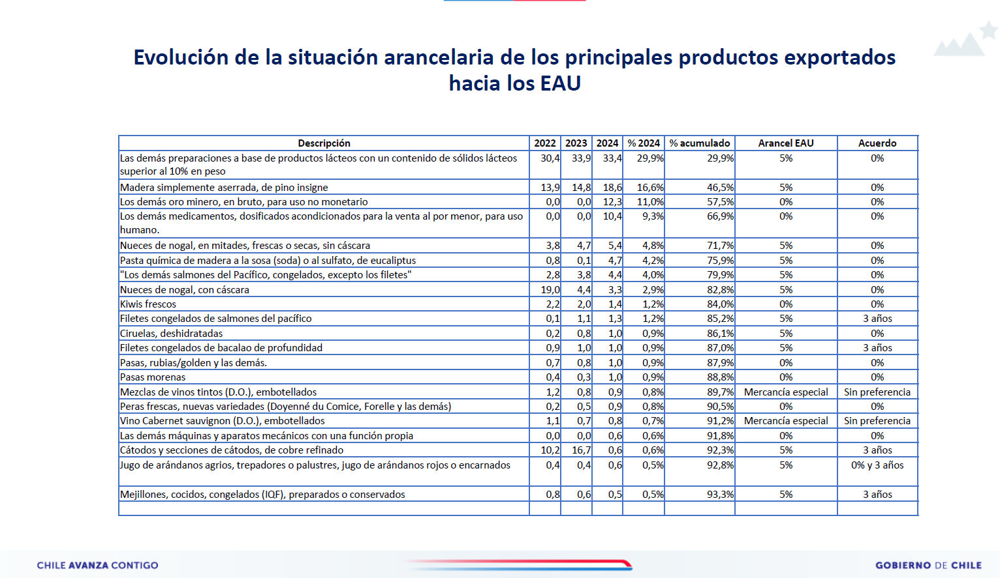 Evolución de la situación arancelaria de los principales productos exportados
hacia los EAU
Descripción 2022 2023 2024 % 2024 % acumulado Arancel EAU Acuerdo
Las demás preparaciones a base de productos lácteos con un contenido de sólidos lácteos 30,4 33,9 33,4 29,9% 29,9% 5% 0%
superior al 10% en peso
Madera simplemente aserrada, de pino insigne 13,9 14,8 18,6 16,6% 46,5% 5% 0%
Los demás oro minero, en bruto, para uso no monetario 0,0 0,0 12,3 11,0% 57,5% 0% 0%
Los demás medicamentos, dosificados acondicionados para la venta al por menor, para uso 0,0 0,0 10,4 9,3% 66,9% 0% 0%
humano.
Nueces de nogal, en mitades, frescas o secas, sin cáscara 3,8 4,7 5,4 4,8% 71,7% 5% 0%
Pasta química de madera a la sosa (soda) o al sulfato, de eucaliptus 0,8 0,1 4,7 4,2% 75,9% 5% 0%
"Los demás salmones del Pacífico, congelados, excepto los filetes" 2,8 3,8 4,4 4,0% 79,9% 5% 0%
Nueces de nogal, con cáscara 19,0 4,4 3,3 2,9% 82,8% 5% 0%
Kiwis frescos 2,2 2,0 1,4 1,2% 84,0% 0% 0%
Filetes congelados de salmones del pacífico 0,1 1,1 1,3 1,2% 85,2% 5% 3 años
Ciruelas, deshidratadas 0,2 0,8 1,0 0,9% 86,1% 5% 0%
Filetes congelados de bacalao de profundidad 0,9 1,0 1,0 0,9% 87,0% 5% 3 años
Pasas, rubias/golden y las demás. 0,7 0,8 1,0 0,9% 87,9% 0% 0%
Pasas morenas 0,4 0,3 1,0 0,9% 88,8% 0% 0%
Mezclas de vinos tintos (D.O.), embotellados 1,2 0,8 0,9 0,8% 89,7% Mercancía especial Sin preferencia
Peras frescas, nuevas variedades (Doyenné du Comice, Forelle y las demás) 0,2 0,5 0,9 0,8% 90,5% 0% 0%
Vino Cabernet sauvignon (D.O.), embotellados 1,1 0,7 0,8 0,7% 91,2% Mercancía especial Sin preferencia
Las demás máquinas y aparatos mecánicos con una función propia 0,0 0,0 0,6 0,6% 91,8% 0% 0%
Cátodos y secciones de cátodos, de cobre refinado 10,2 16,7 0,6 0,6% 92,3% 5% 3 años
Jugo de arándanos agrios, trepadores o palustres, jugo de arándanos rojos o encarnados 0,4 0,4 0,6 0,5% 92,8% 5% 0% y 3 años
Mejillones, cocidos, congelados (IQF), preparados o conservados 0,8 0,6 0,5 0,5% 93,3% 5% 3 años
CHILE AVANZA CONTIGO
GOBIERNO DE CHILE